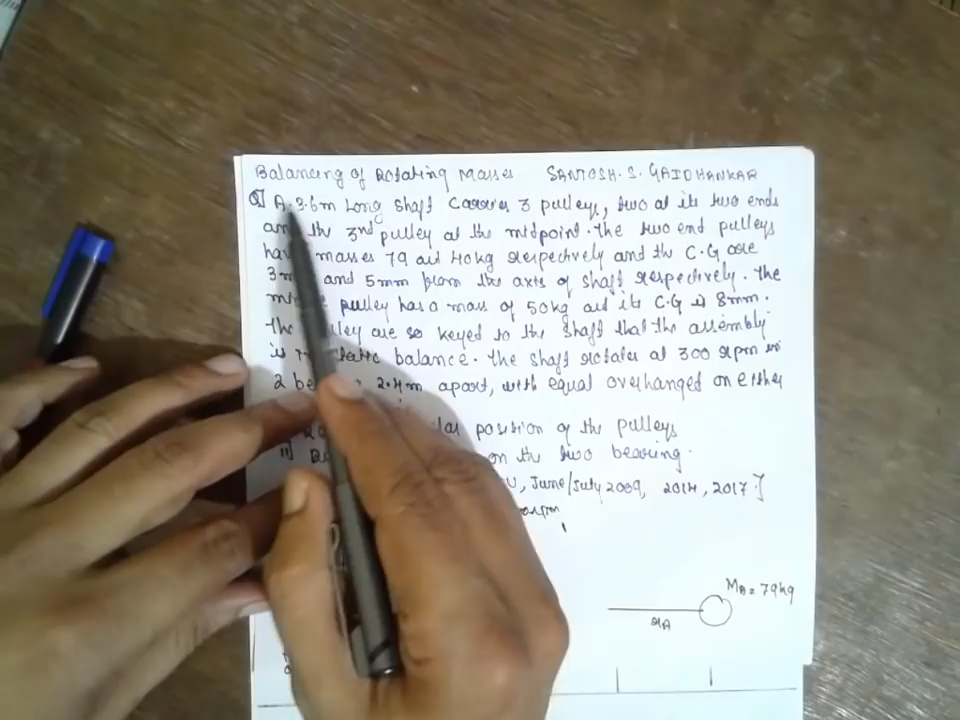 Balancing of Rotating Masses SANTOSH. S. GAIDHANKAR
Q] A 3.6m Long Shaft Carries 3 pulleys, two at its two ends
the 3rd pulley at the midpoint. The two end pulleys
masses 79 and 40kg respectively and the C.G are
and 5mm from the axis of shaft respectively. The
pulley has a mass of 50kg and its C.G is 8mm.
The are so keyed to the shaft that the assembly
is balance. The shaft rotates at 300 rpm in
2 2.4m apart, with equal overhanged on either
position of the pulleys
on the two bearing.
June/July 2009, 2014, 2017]
MA = 79kg
rA